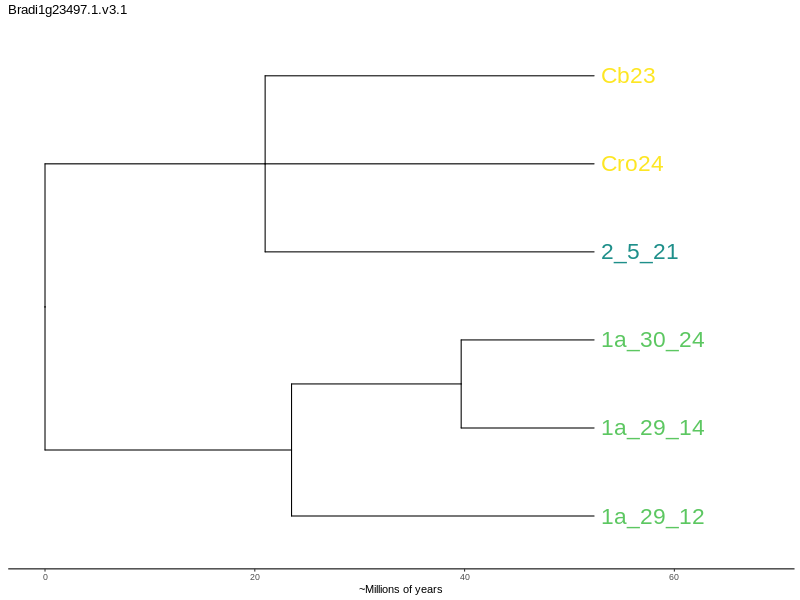 Bradi1g23497.1.v3.1
Cb23
Cro24
2_5_21
1a_30_24
1a_29_14
1a_29_12
0 20 40 60
~Millions of years